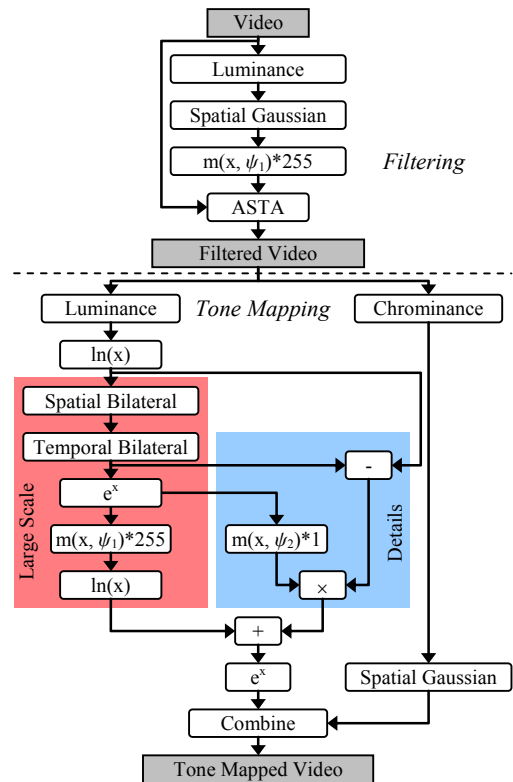 Video
Luminance
Spatial Gaussian
m(x, ψ₁)*255
Filtering
ASTA
Filtered Video
Luminance
Tone Mapping
Chrominance
ln(x)
Spatial Bilateral
Temporal Bilateral
-
eˣ
Large Scale
m(x, ψ₁)*255
m(x, ψ₂)*1
Details
ln(x)
×
+
eˣ
Spatial Gaussian
Combine
Tone Mapped Video